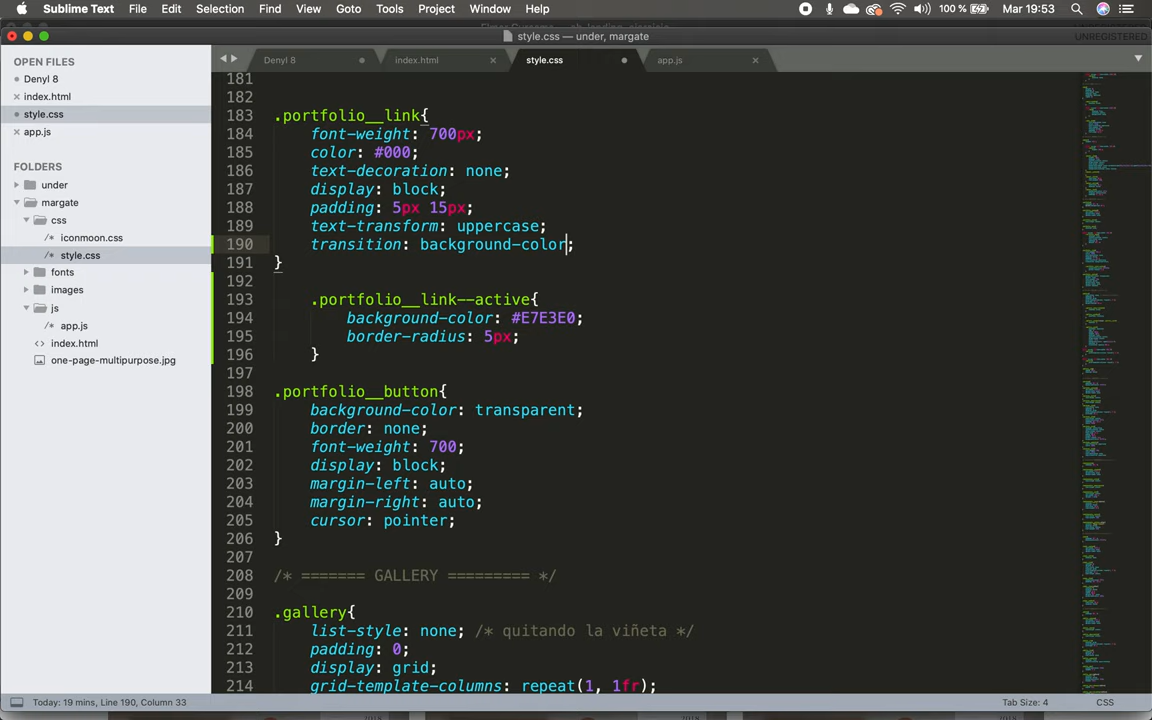 Sublime Text File Edit Selection Find View Goto Tools Project Window Help 100 % Mar 19:53
style.css — under, margate UNREGISTERED
OPEN FILES
Denyl 8
index.html
style.css
app.js
FOLDERS
under
margate
css
/* iconmoon.css
/* style.css
fonts
images
js
/* app.js
<> index.html
one-page-multipurpose.jpg
Denyl 8 index.html style.css app.js
181
182
183 .portfolio__link{
184 font-weight: 700px;
185 color: #000;
186 text-decoration: none;
187 display: block;
188 padding: 5px 15px;
189 text-transform: uppercase;
190 transition: background-color;
191 }
192
193 .portfolio__link--active{
194 background-color: #E7E3E0;
195 border-radius: 5px;
196 }
197
198 .portfolio__button{
199 background-color: transparent;
200 border: none;
201 font-weight: 700;
202 display: block;
203 margin-left: auto;
204 margin-right: auto;
205 cursor: pointer;
206 }
207
208 /* ======= GALLERY ========= */
209
210 .gallery{
211 list-style: none; /* quitando la viñeta */
212 padding: 0;
213 display: grid;
214 grid-template-columns: repeat(1, 1fr);
Today: 19 mins, Line 190, Column 33 Tab Size: 4 CSS